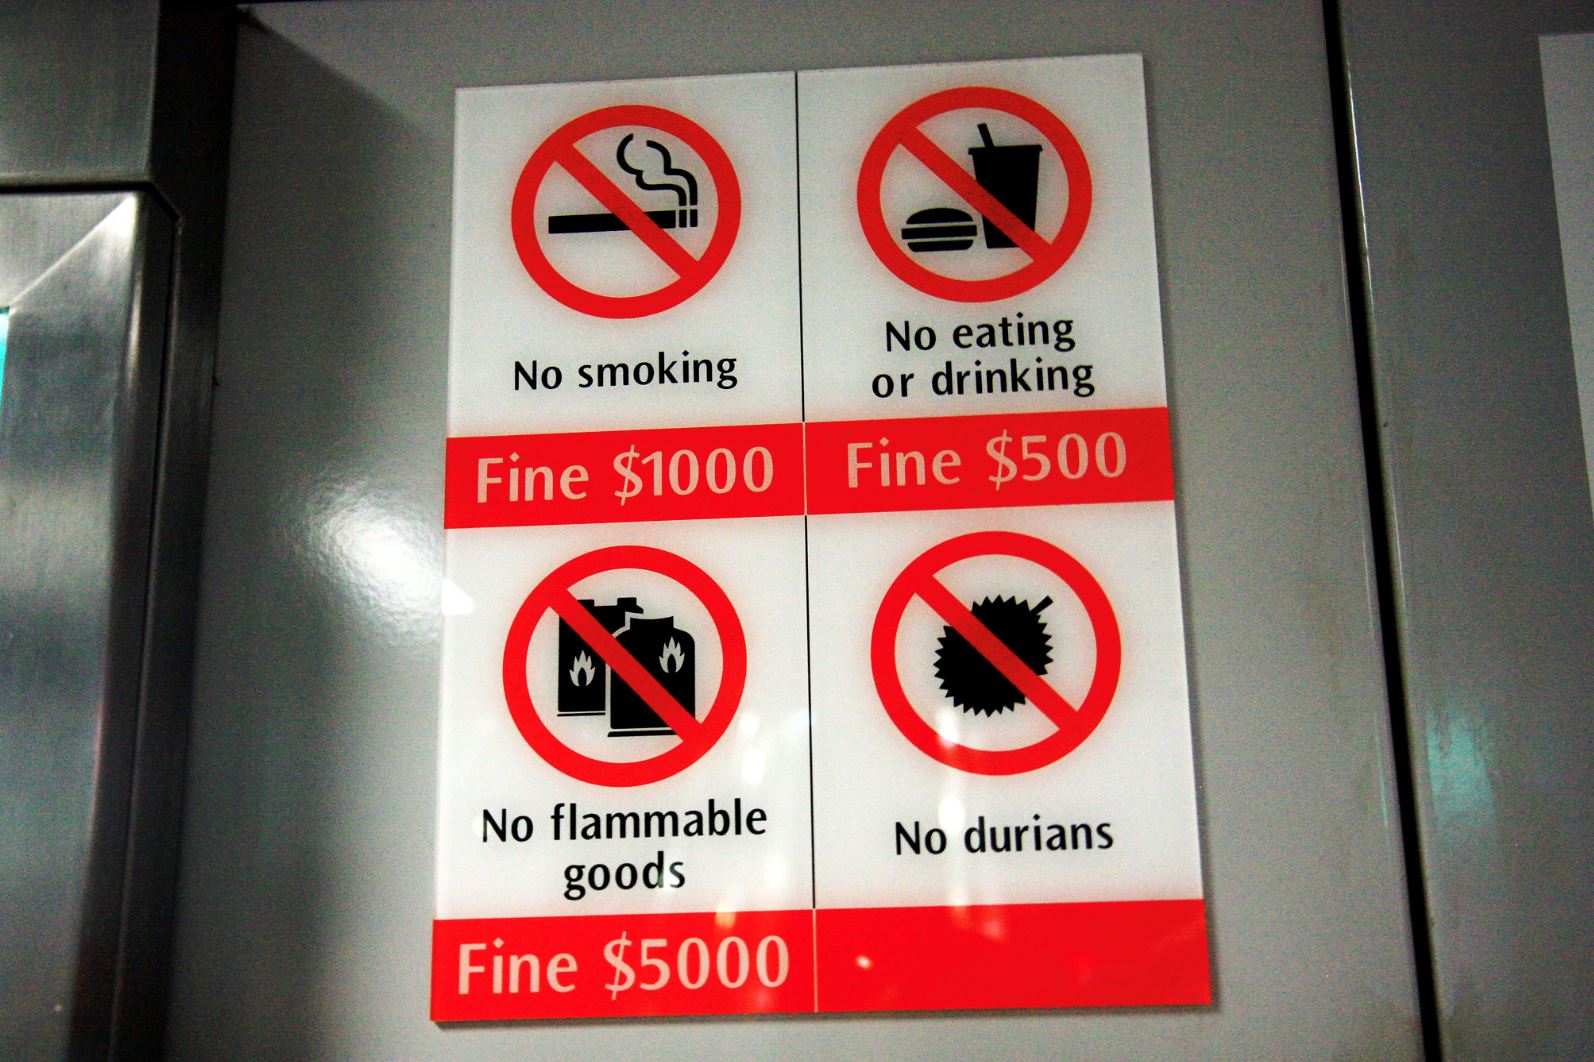 No smoking
Fine $1000
No eating
or drinking
Fine $500
No flammable
goods
Fine $5000
No durians